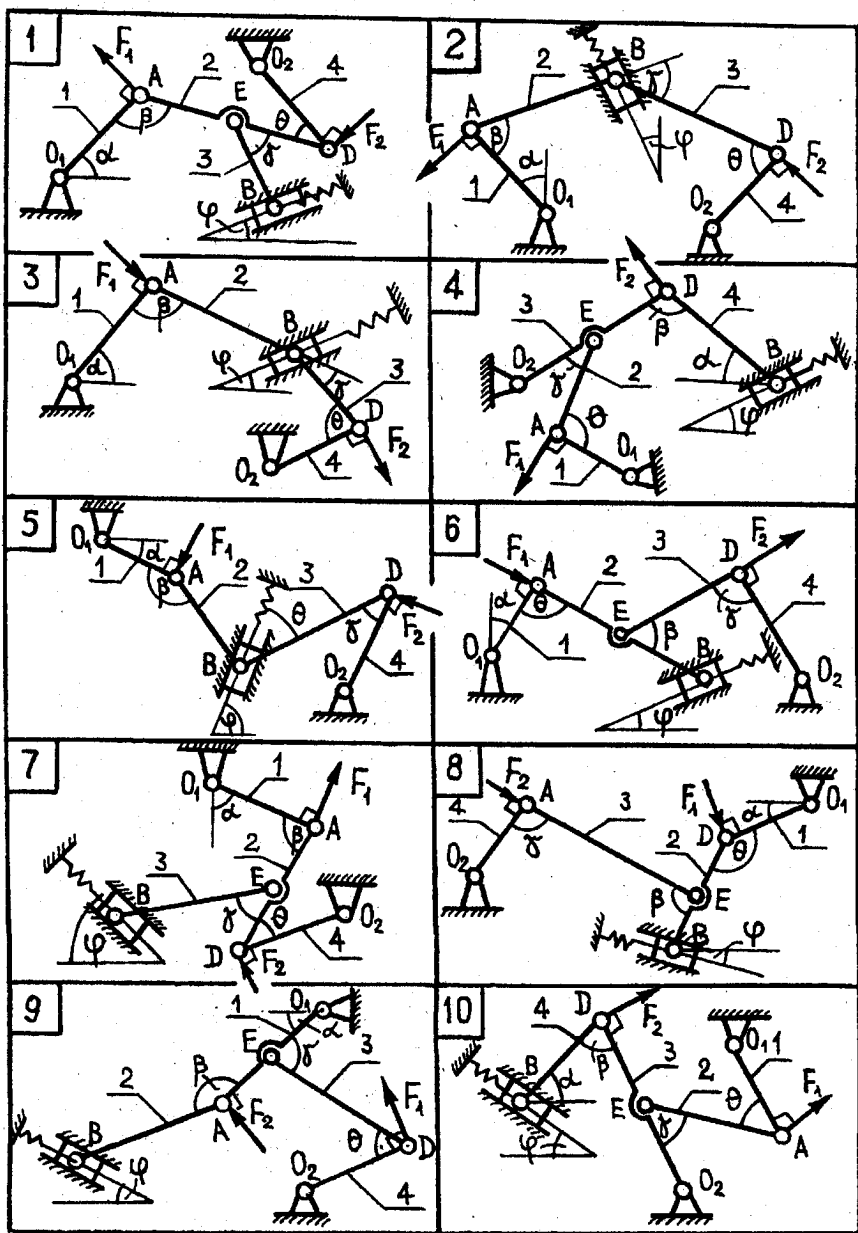 1
F₁ A 2 O₂ 4
1 β E θ
O₁ α 3 γ D F₂
B
φ
2
2 B γ 3
A F₁ β α φ θ D F₂
1 O₁ O₂ 4
3
F₁ A 2
1 β B
O₁ α φ γ 3
θ D F₂
O₂ 4
4
F₂ D 4
3 E β
O₂ γ 2 α B
A θ φ
F₁ 1 O₁
5
O₁ α F₁
1 β A 2 3 D
θ γ F₂
B O₂ 4
φ
6
F₁ A 2 3 D F₂
α θ E γ 4
O₁ 1 β B
φ O₂
7
O₁ 1 F₁
α β A
3 2
B E
φ γ θ O₂
D F₂ 4
8
F₂ A 3 F₁ O₁
4 γ D α
2 θ 1
O₂ β E
B φ
9
1 O₁
E α
β γ 3
2 A F₂ F₁
B θ D
φ O₂ 4
10
D F₂
4 β O₁ 1
B α 3 2 F₁
E γ θ
φ A
O₂